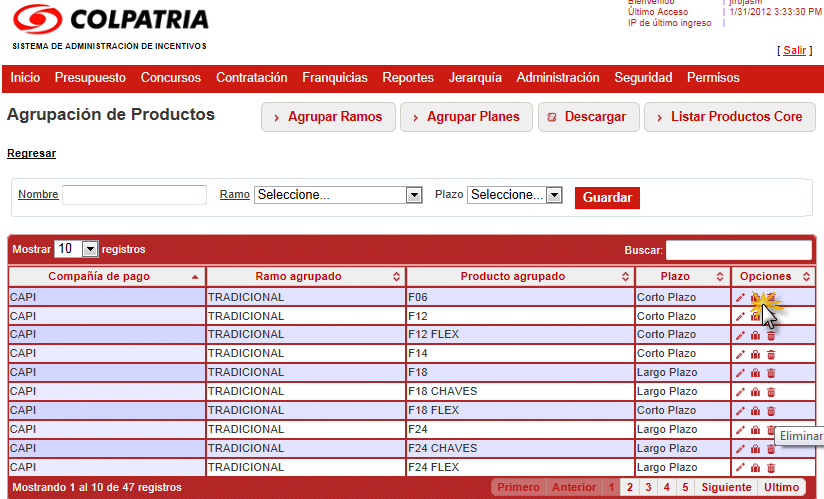 COLPATRIA
SISTEMA DE ADMINISTRACIÓN DE INCENTIVOS
Bienvenido | jrojasm
Último Acceso | 1/31/2012 3:33:30 PM
IP de último ingreso |
[ Salir ]
Inicio Presupuesto Concursos Contratación Franquicias Reportes Jerarquía Administración Seguridad Permisos
Agrupación de Productos
› Agrupar Ramos
› Agrupar Planes
Descargar
› Listar Productos Core
Regresar
Nombre Ramo Seleccione... Plazo Seleccione... Guardar
Mostrar 10 registros Buscar:
Compañía de pago Ramo agrupado Producto agrupado Plazo Opciones
CAPI TRADICIONAL F06 Corto Plazo
CAPI TRADICIONAL F12 Corto Plazo
CAPI TRADICIONAL F12 FLEX Corto Plazo
CAPI TRADICIONAL F14 Corto Plazo
CAPI TRADICIONAL F18 Largo Plazo
CAPI TRADICIONAL F18 CHAVES Largo Plazo
CAPI TRADICIONAL F18 FLEX Corto Plazo
CAPI TRADICIONAL F24 Largo Plazo
Eliminar
CAPI TRADICIONAL F24 CHAVES Largo Plazo
CAPI TRADICIONAL F24 FLEX Largo Plazo
Mostrando 1 al 10 de 47 registros Primero Anterior 1 2 3 4 5 Siguiente Ultimo